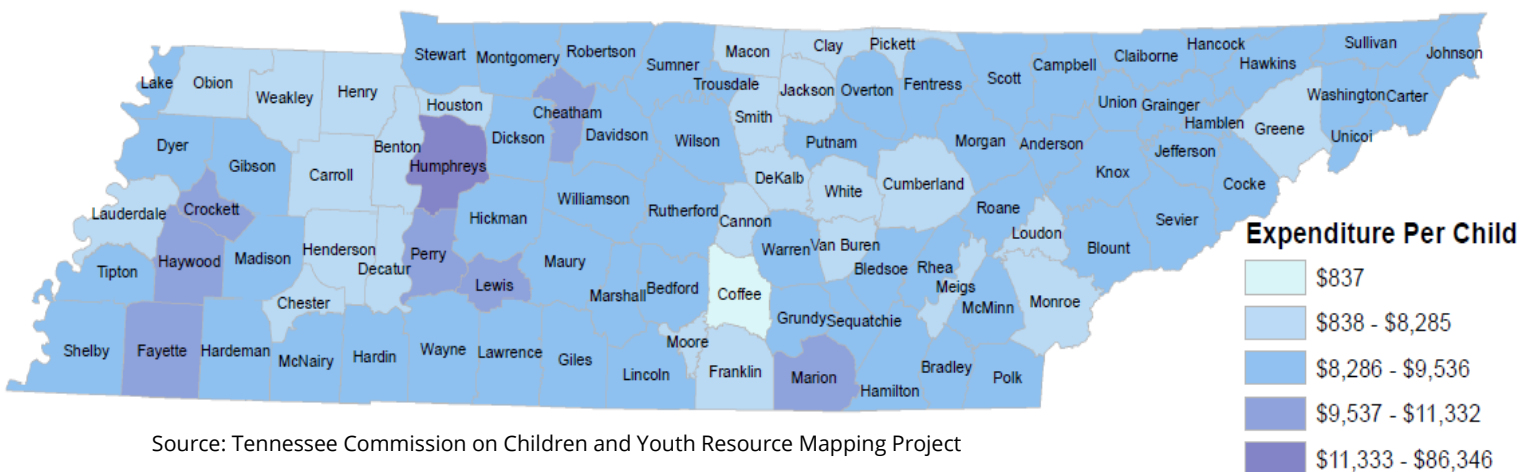 Stewart Montgomery Robertson Sumner Macon Clay Pickett Scott Campbell Claiborne Hancock Hawkins Sullivan Johnson
Lake Obion Weakley Henry Houston Cheatham Trousdale Jackson Overton Fentress Union Grainger Hamblen Washington Carter
Dyer Gibson Carroll Benton Humphreys Dickson Davidson Wilson Smith Putnam Morgan Anderson Knox Jefferson Greene Unicoi
Lauderdale Crockett Hickman Williamson Rutherford DeKalb Cannon White Cumberland Roane Loudon Sevier Cocke
Tipton Haywood Madison Henderson Decatur Perry Lewis Maury Warren Van Buren Bledsoe Rhea Meigs Blount
Chester Marshall Bedford Coffee Grundy Sequatchie McMinn Monroe
Shelby Fayette Hardeman McNairy Hardin Wayne Lawrence Giles Lincoln Moore Franklin Marion Hamilton Bradley Polk
Expenditure Per Child
$837
$838 - $8,285
$8,286 - $9,536
$9,537 - $11,332
$11,333 - $86,346
Source: Tennessee Commission on Children and Youth Resource Mapping Project